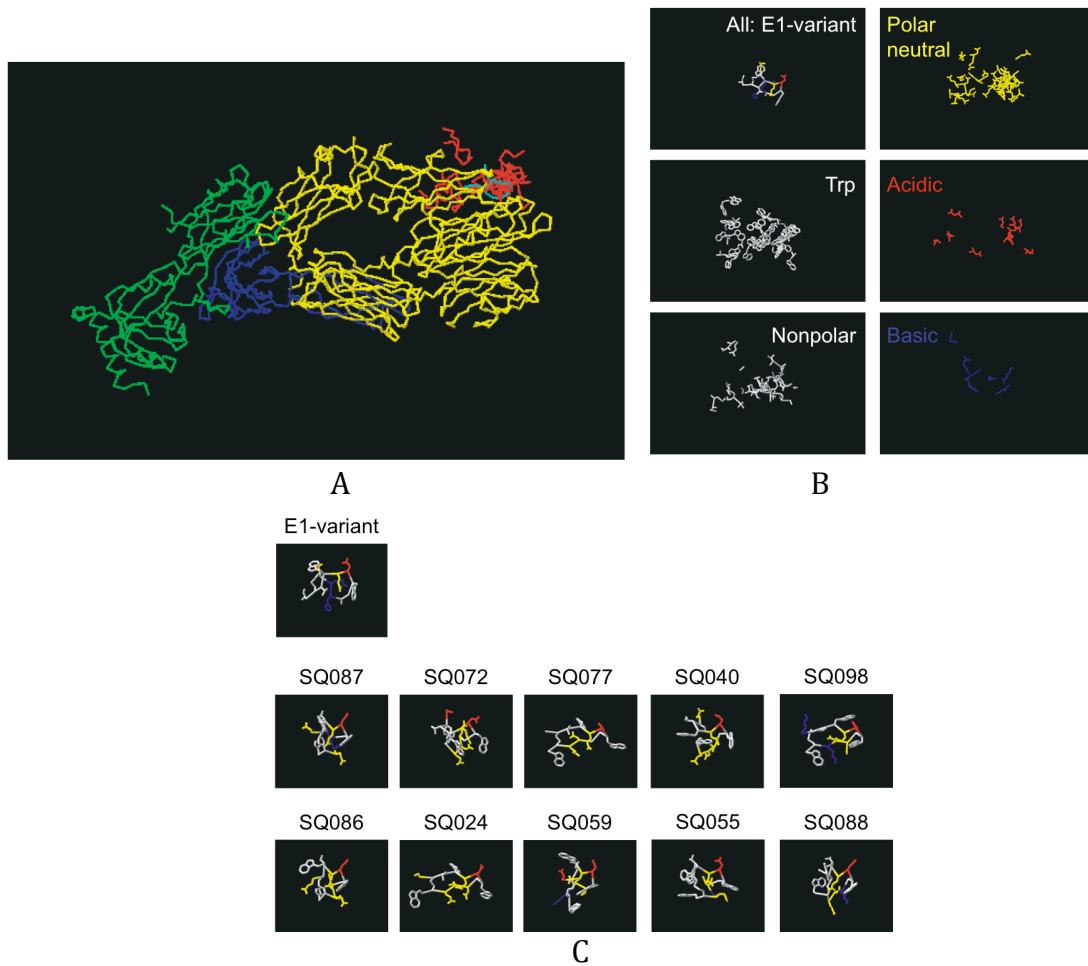 All: E1-variant
Polar
neutral
Trp
Acidic
Nonpolar
Basic
A
B
E1-variant
SQ087 SQ072 SQ077 SQ040 SQ098
SQ086 SQ024 SQ059 SQ055 SQ088
C